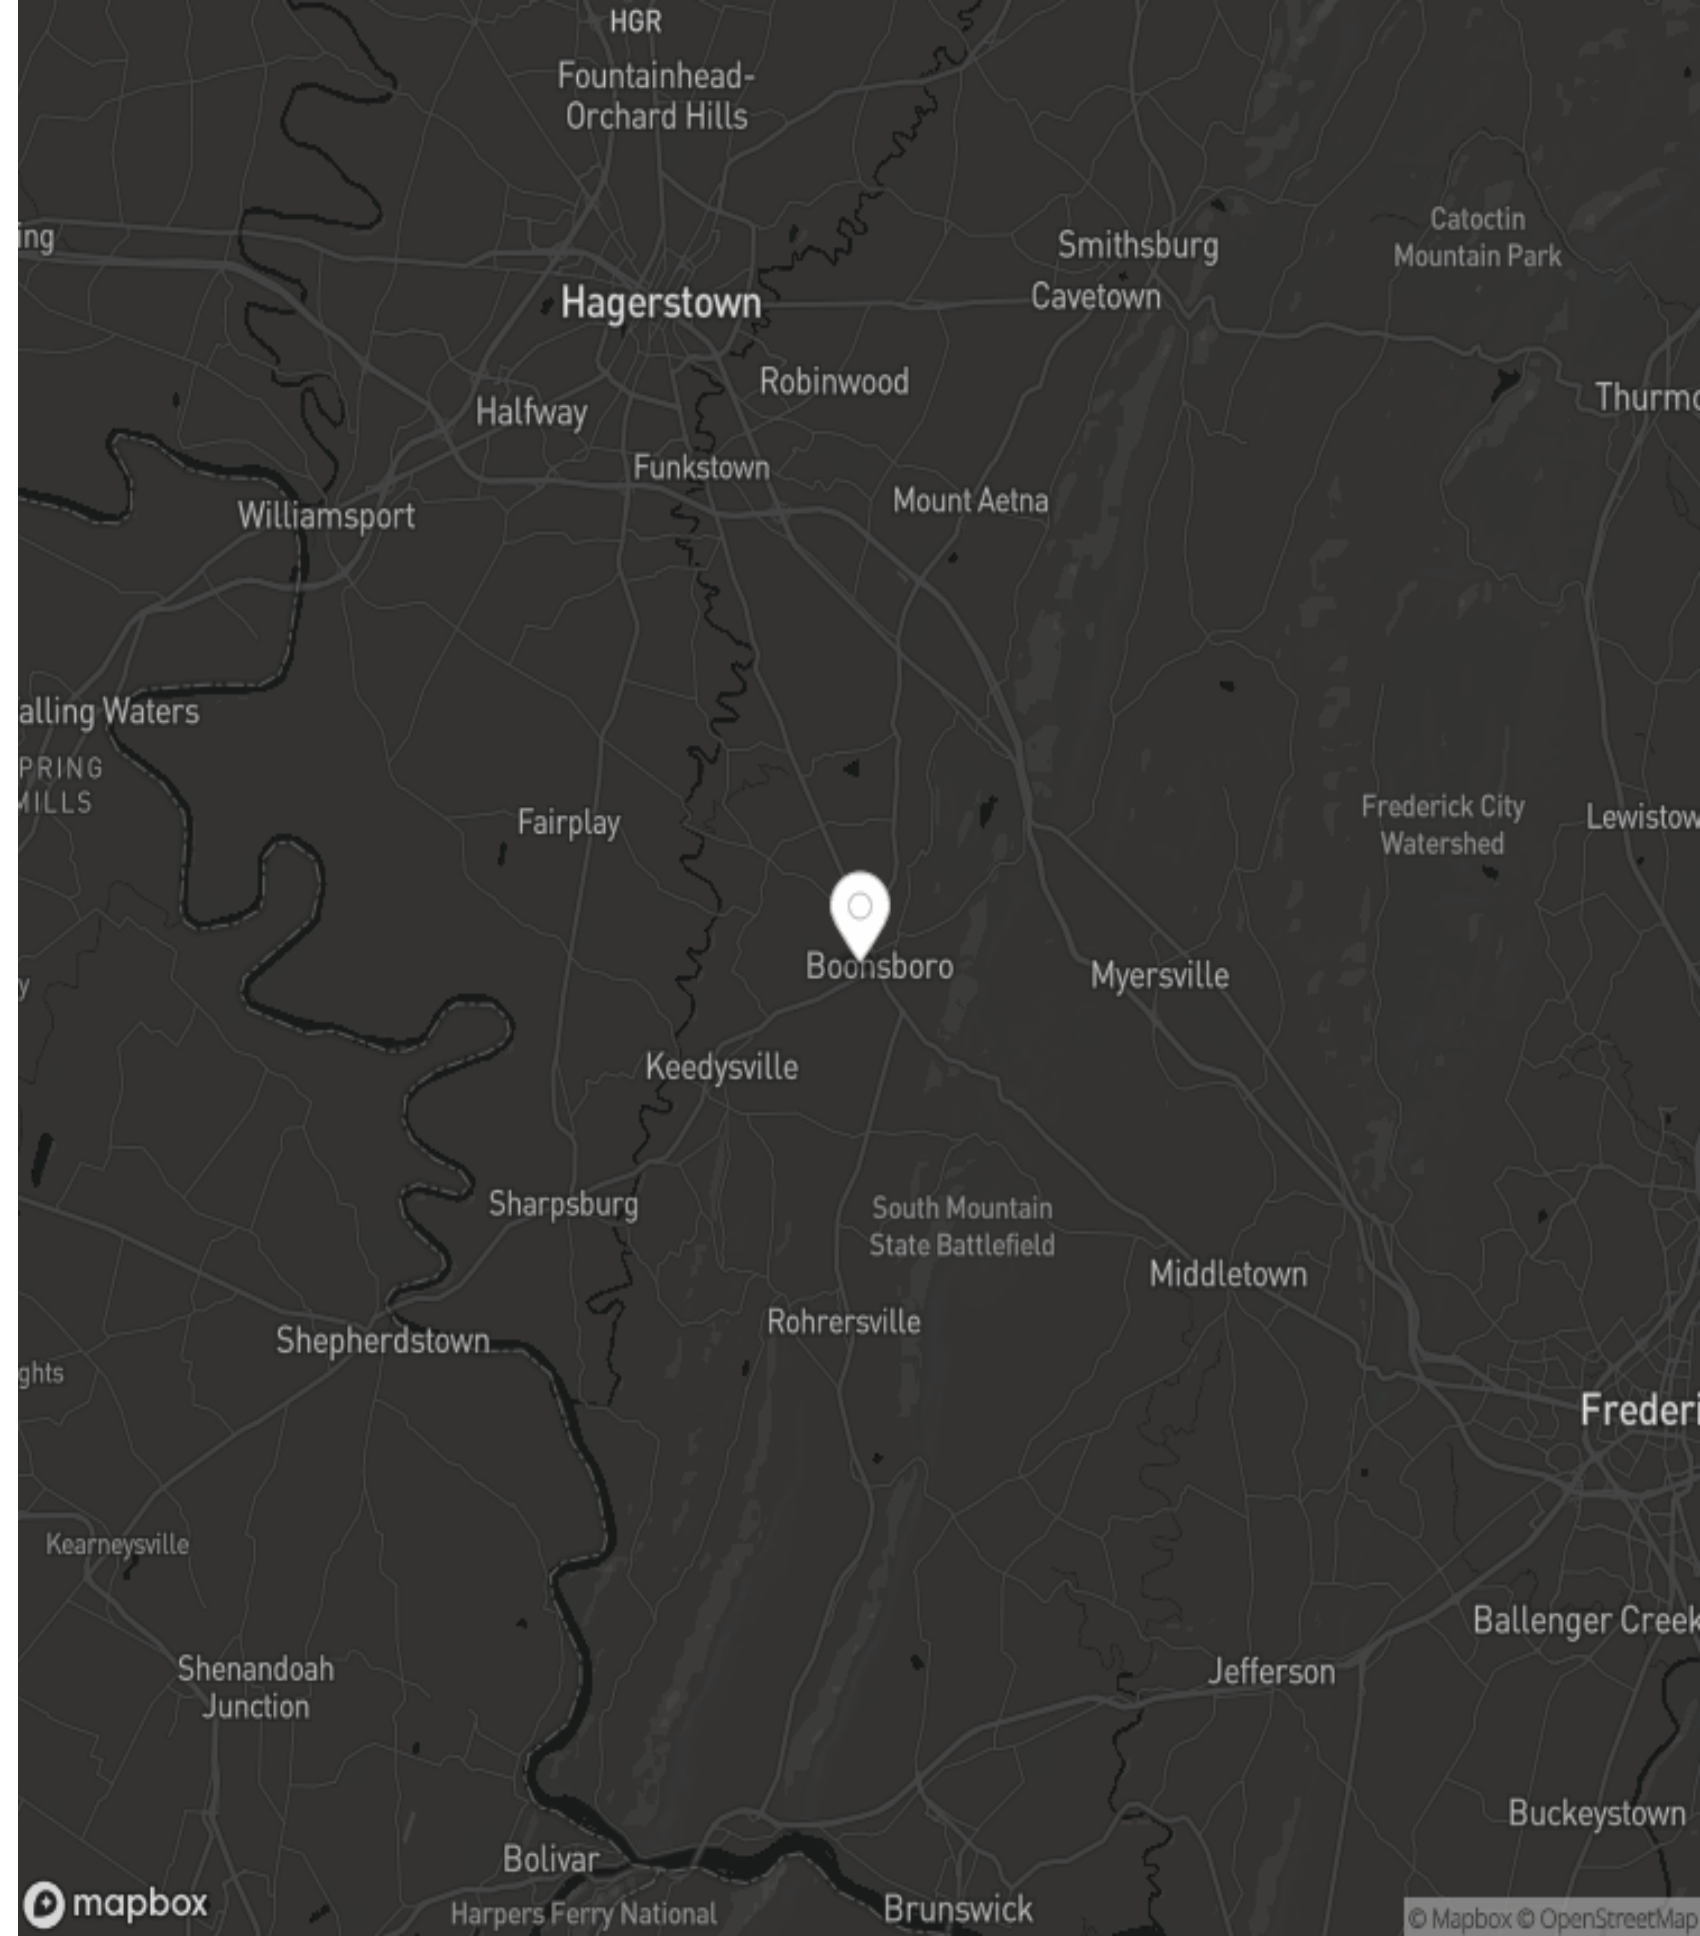 HGR
Fountainhead-
Orchard Hills
ing
Smithsburg
Catoctin
Mountain Park
Hagerstown
Cavetown
Robinwood
Thurmo
Halfway
Funkstown
Mount Aetna
Williamsport
alling Waters
PRING
MILLS
Fairplay
Frederick City
Watershed
Lewistow
Boonsboro
Myersville
y
Keedysville
Sharpsburg
South Mountain
State Battlefield
Middletown
Rohrersville
Shepherdstown
ghts
Frederi
Kearneysville
Ballenger Creek
Shenandoah
Junction
Jefferson
Buckeystown
Bolivar
mapbox
Harpers Ferry National
Brunswick
© Mapbox © OpenStreetMap